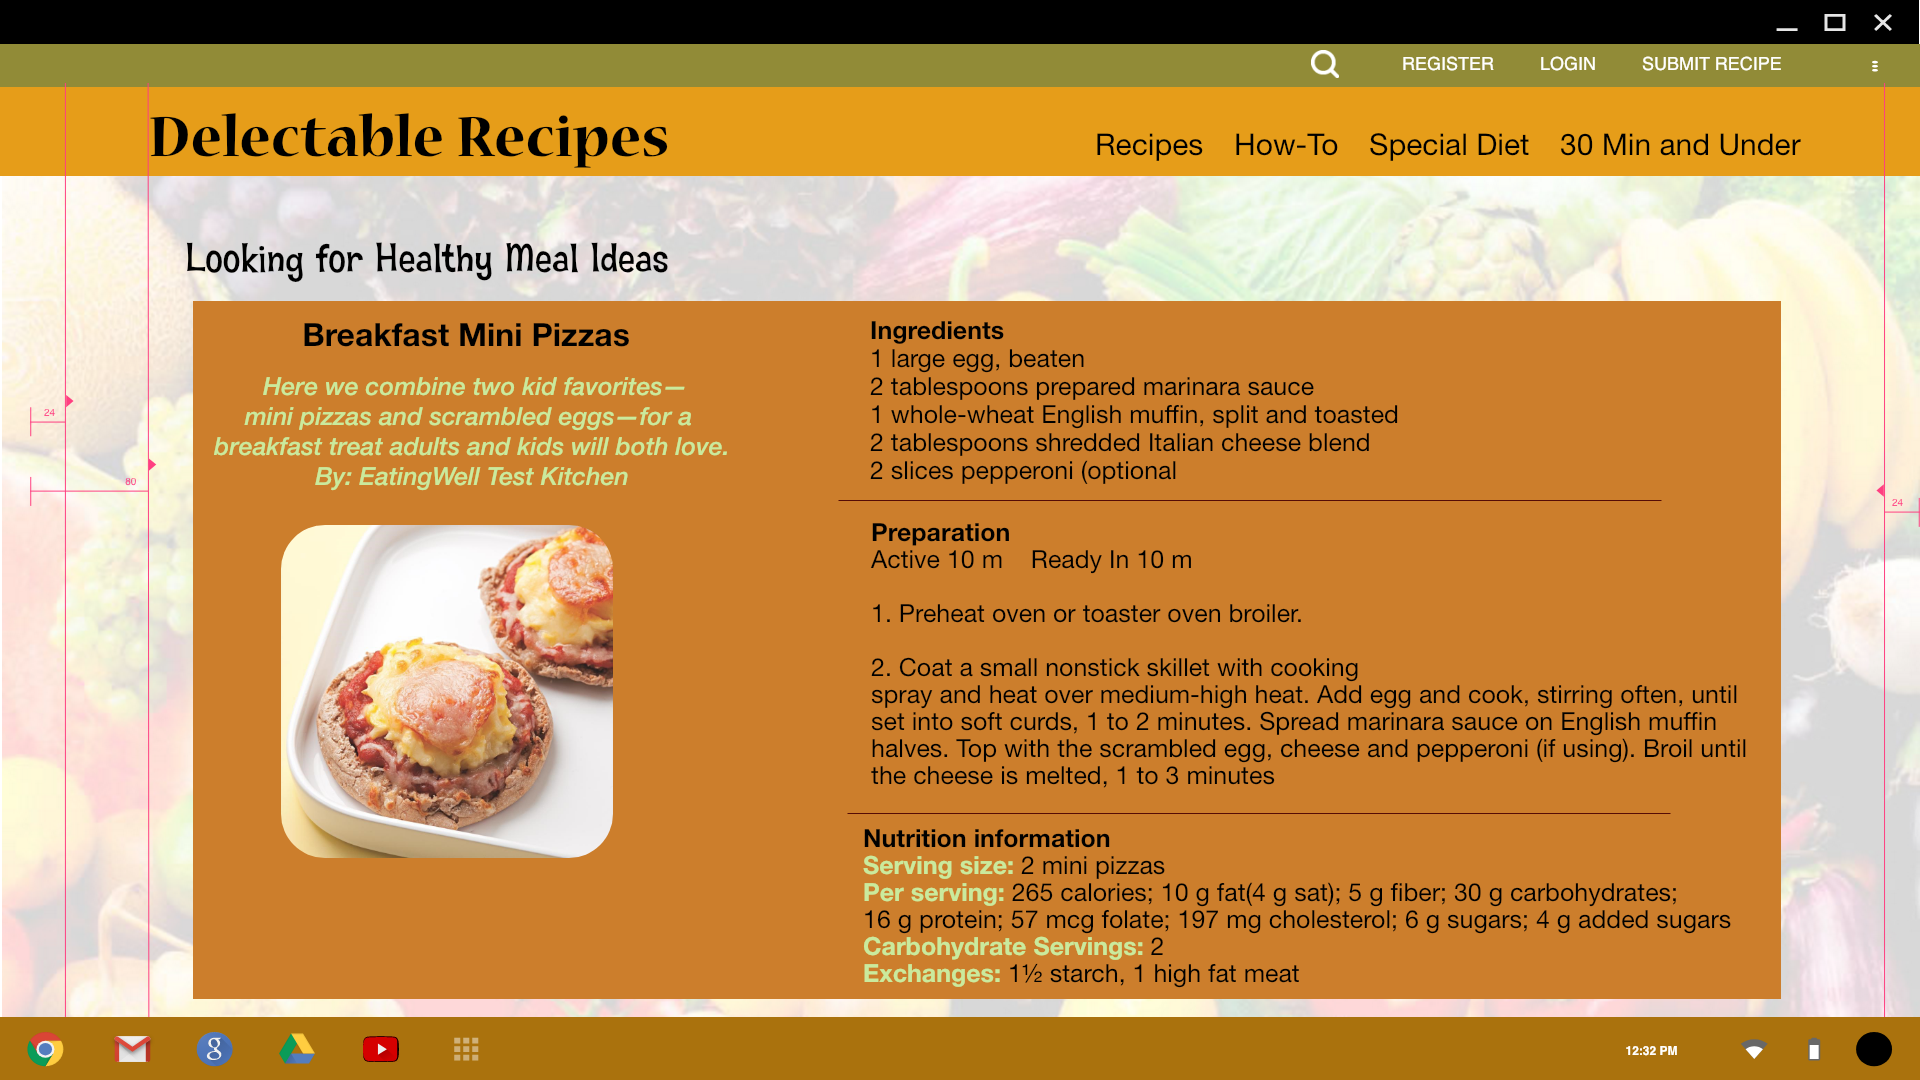 REGISTER LOGIN SUBMIT RECIPE
Delectable Recipes
Recipes How-To Special Diet 30 Min and Under
Looking for Healthy Meal Ideas
Breakfast Mini Pizzas
Here we combine two kid favorites—
mini pizzas and scrambled eggs—for a
breakfast treat adults and kids will both love.
By: EatingWell Test Kitchen
24
80
Ingredients
1 large egg, beaten
2 tablespoons prepared marinara sauce
1 whole-wheat English muffin, split and toasted
2 tablespoons shredded Italian cheese blend
2 slices pepperoni (optional
Preparation
Active 10 m Ready In 10 m
1. Preheat oven or toaster oven broiler.
2. Coat a small nonstick skillet with cooking
spray and heat over medium-high heat. Add egg and cook, stirring often, until
set into soft curds, 1 to 2 minutes. Spread marinara sauce on English muffin
halves. Top with the scrambled egg, cheese and pepperoni (if using). Broil until
the cheese is melted, 1 to 3 minutes
Nutrition information
Serving size: 2 mini pizzas
Per serving: 265 calories; 10 g fat(4 g sat); 5 g fiber; 30 g carbohydrates;
16 g protein; 57 mcg folate; 197 mg cholesterol; 6 g sugars; 4 g added sugars
Carbohydrate Servings: 2
Exchanges: 1½ starch, 1 high fat meat
24
g
12:32 PM